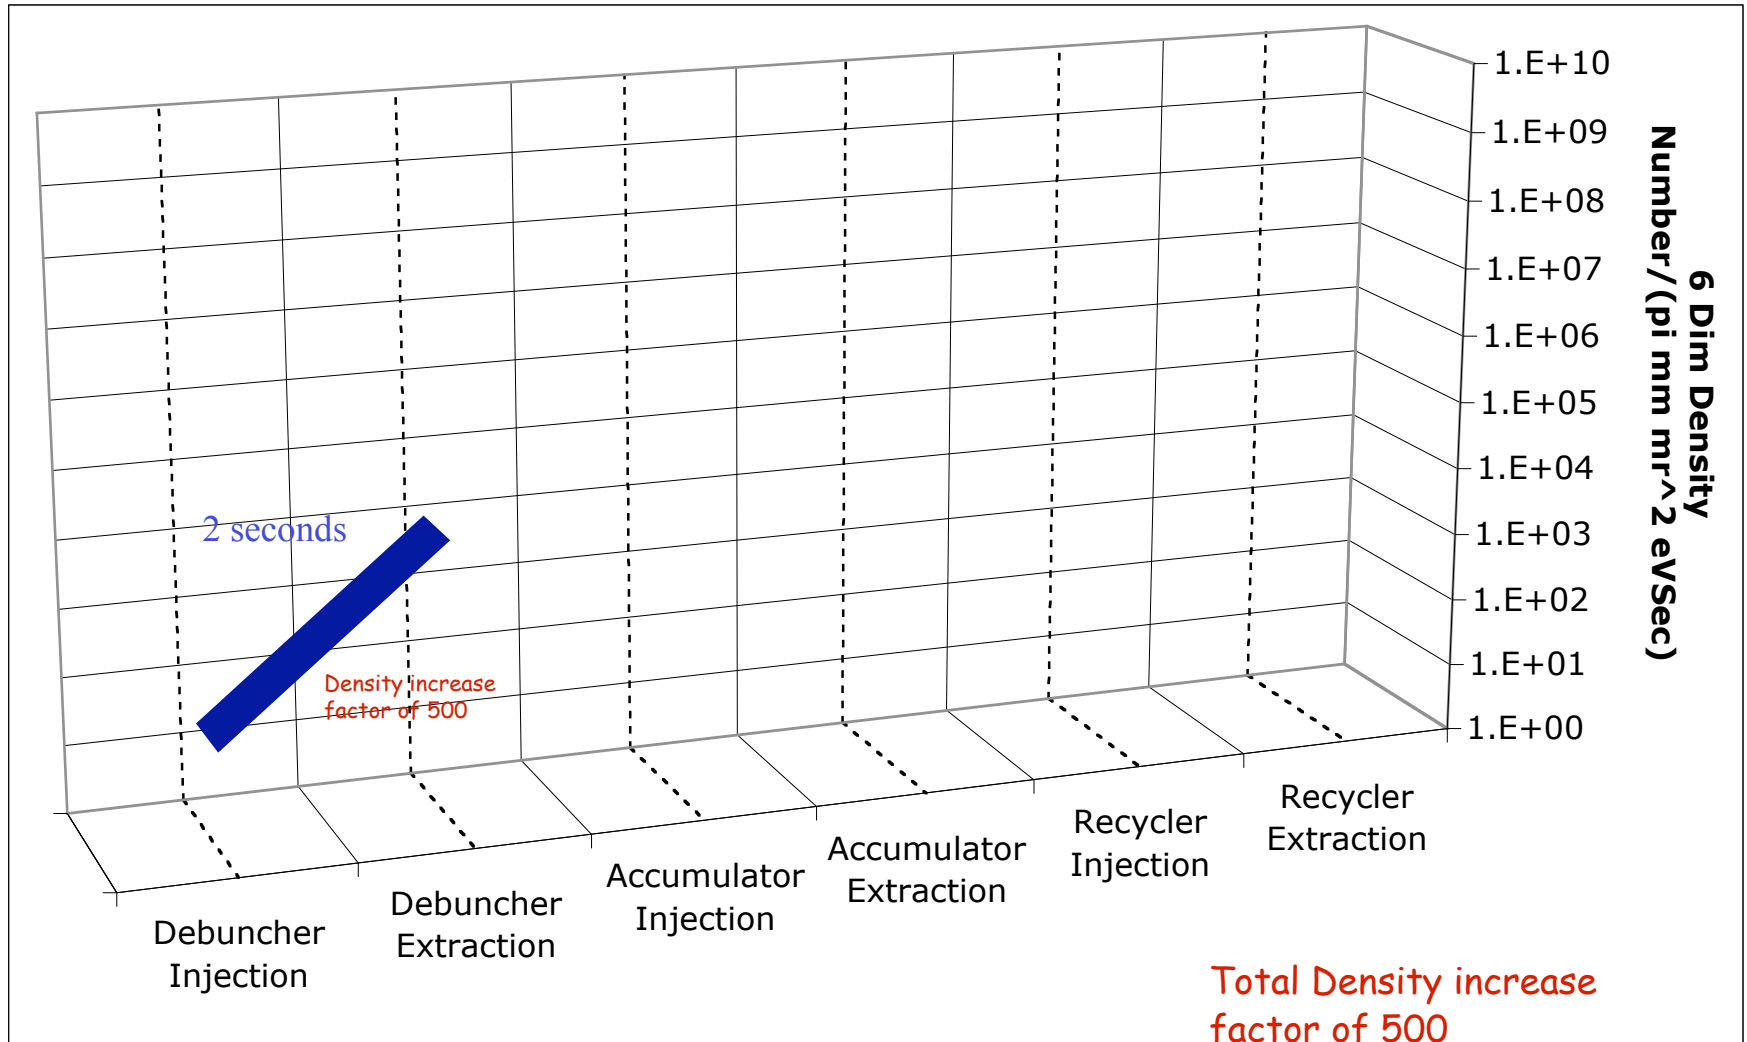 1.E+10
1.E+09
1.E+08
1.E+07
1.E+06
1.E+05
1.E+04
1.E+03
1.E+02
1.E+01
1.E+00
6 Dim Density
Number/(pi mm mr^2 eVSec)
2 seconds
Density increase
factor of 500
Debuncher
Injection
Debuncher
Extraction
Accumulator
Injection
Accumulator
Extraction
Recycler
Injection
Recycler
Extraction
Total Density increase
factor of 500